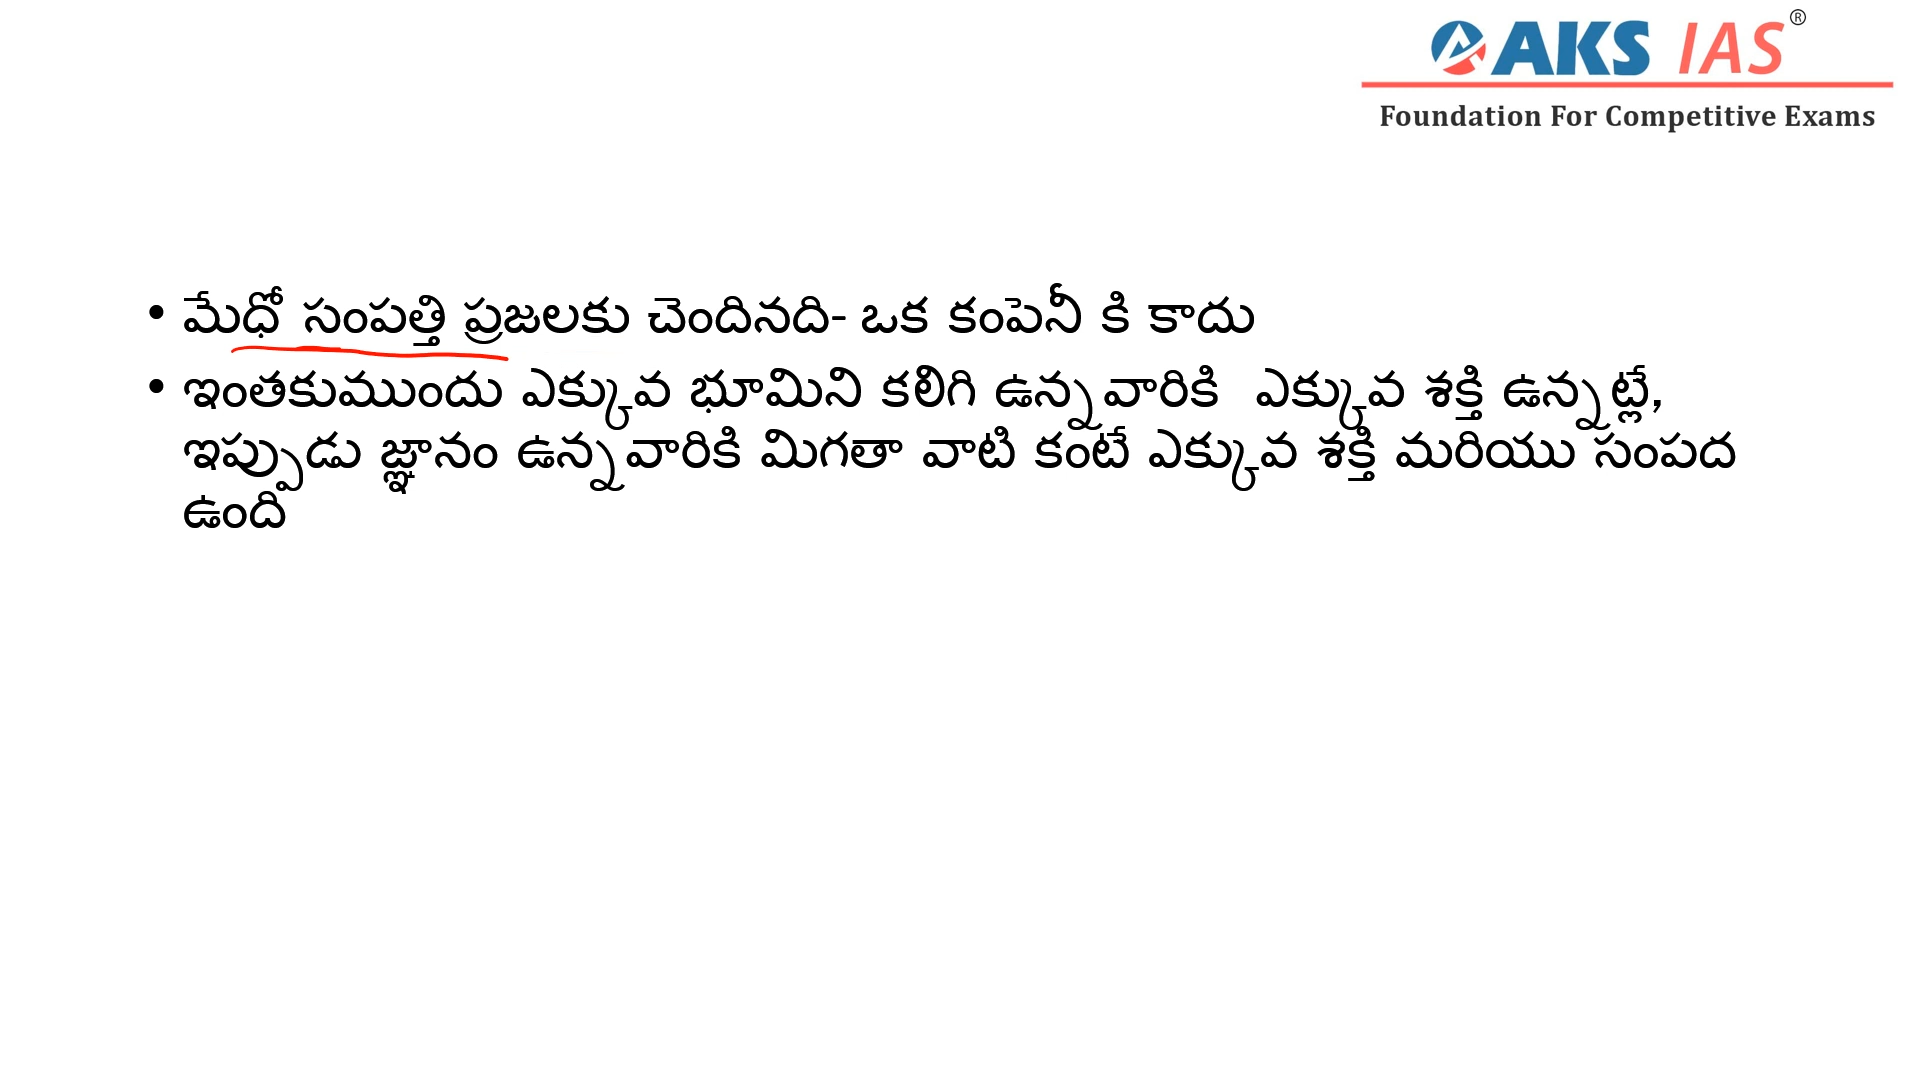 AKS IAS®
Foundation For Competitive Exams
• మేధో సంపత్తి ప్రజలకు చెందినది- ఒక కంపెనీ కి కాదు
• ఇంతకుముందు ఎక్కువ భూమిని కలిగి ఉన్నవారికి ఎక్కువ శక్తి ఉన్నట్లే,
ఇప్పుడు జ్ఞానం ఉన్నవారికి మిగతా వాటి కంటే ఎక్కువ శక్తి మరియు సంపద
ఉంది